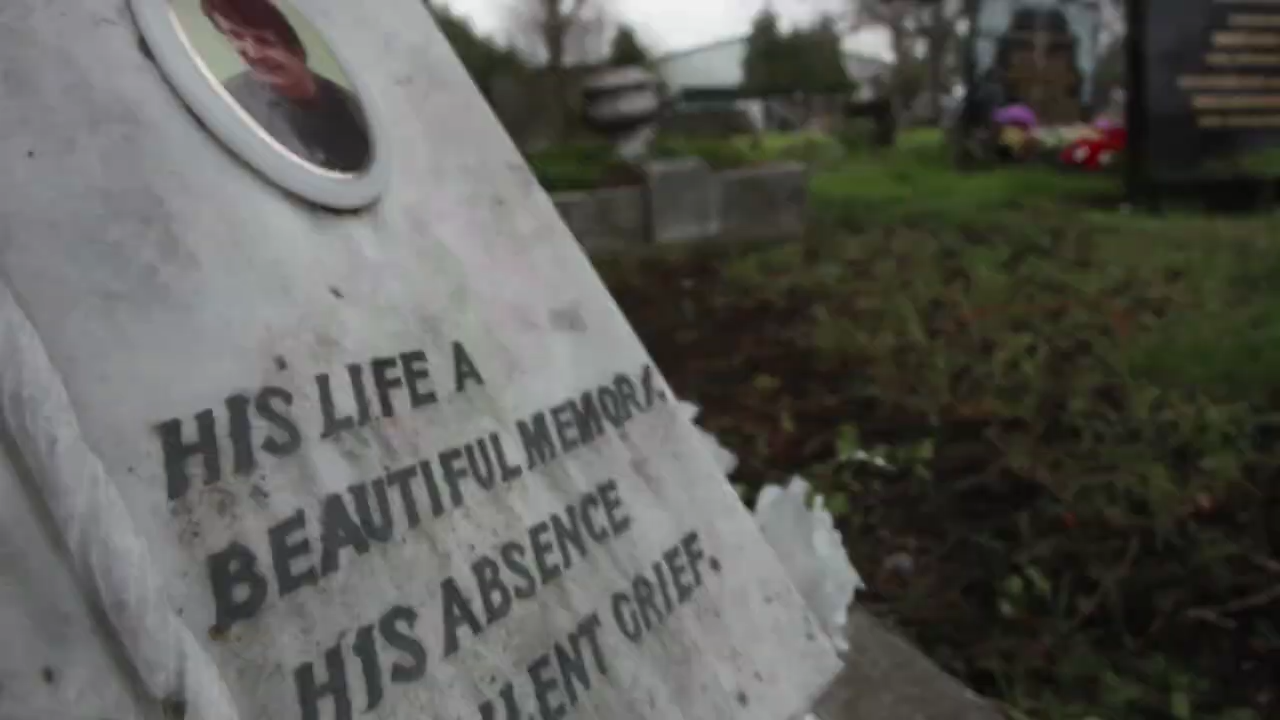 HIS LIFE A
BEAUTIFUL MEMORY.
HIS ABSENCE
GRIEF.